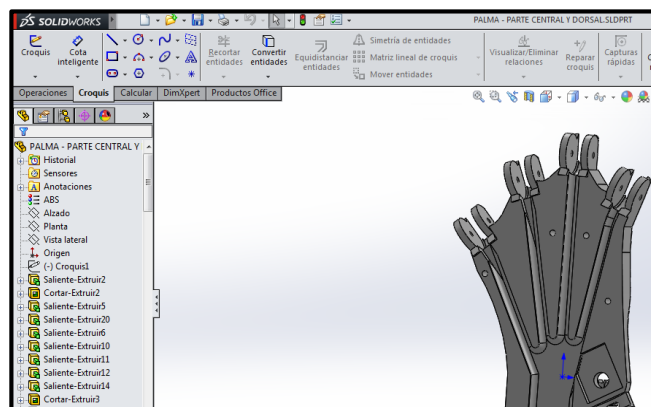 SOLIDWORKS
PALMA - PARTE CENTRAL Y DORSAL.SLDPRT
Croquis
Cota inteligente
Recortar entidades
Convertir entidades
Equidistanciar entidades
Simetría de entidades
Matriz lineal de croquis
Mover entidades
Visualizar/Eliminar relaciones
Reparar croquis
Capturas rápidas
Operaciones Croquis Calcular DimXpert Productos Office
PALMA - PARTE CENTRAL Y
Historial
Sensores
Anotaciones
ABS
Alzado
Planta
Vista lateral
Origen
(-) Croquis1
Saliente-Extruir2
Cortar-Extruir2
Saliente-Extruir5
Saliente-Extruir20
Saliente-Extruir6
Saliente-Extruir10
Saliente-Extruir11
Saliente-Extruir12
Saliente-Extruir14
Cortar-Extruir3